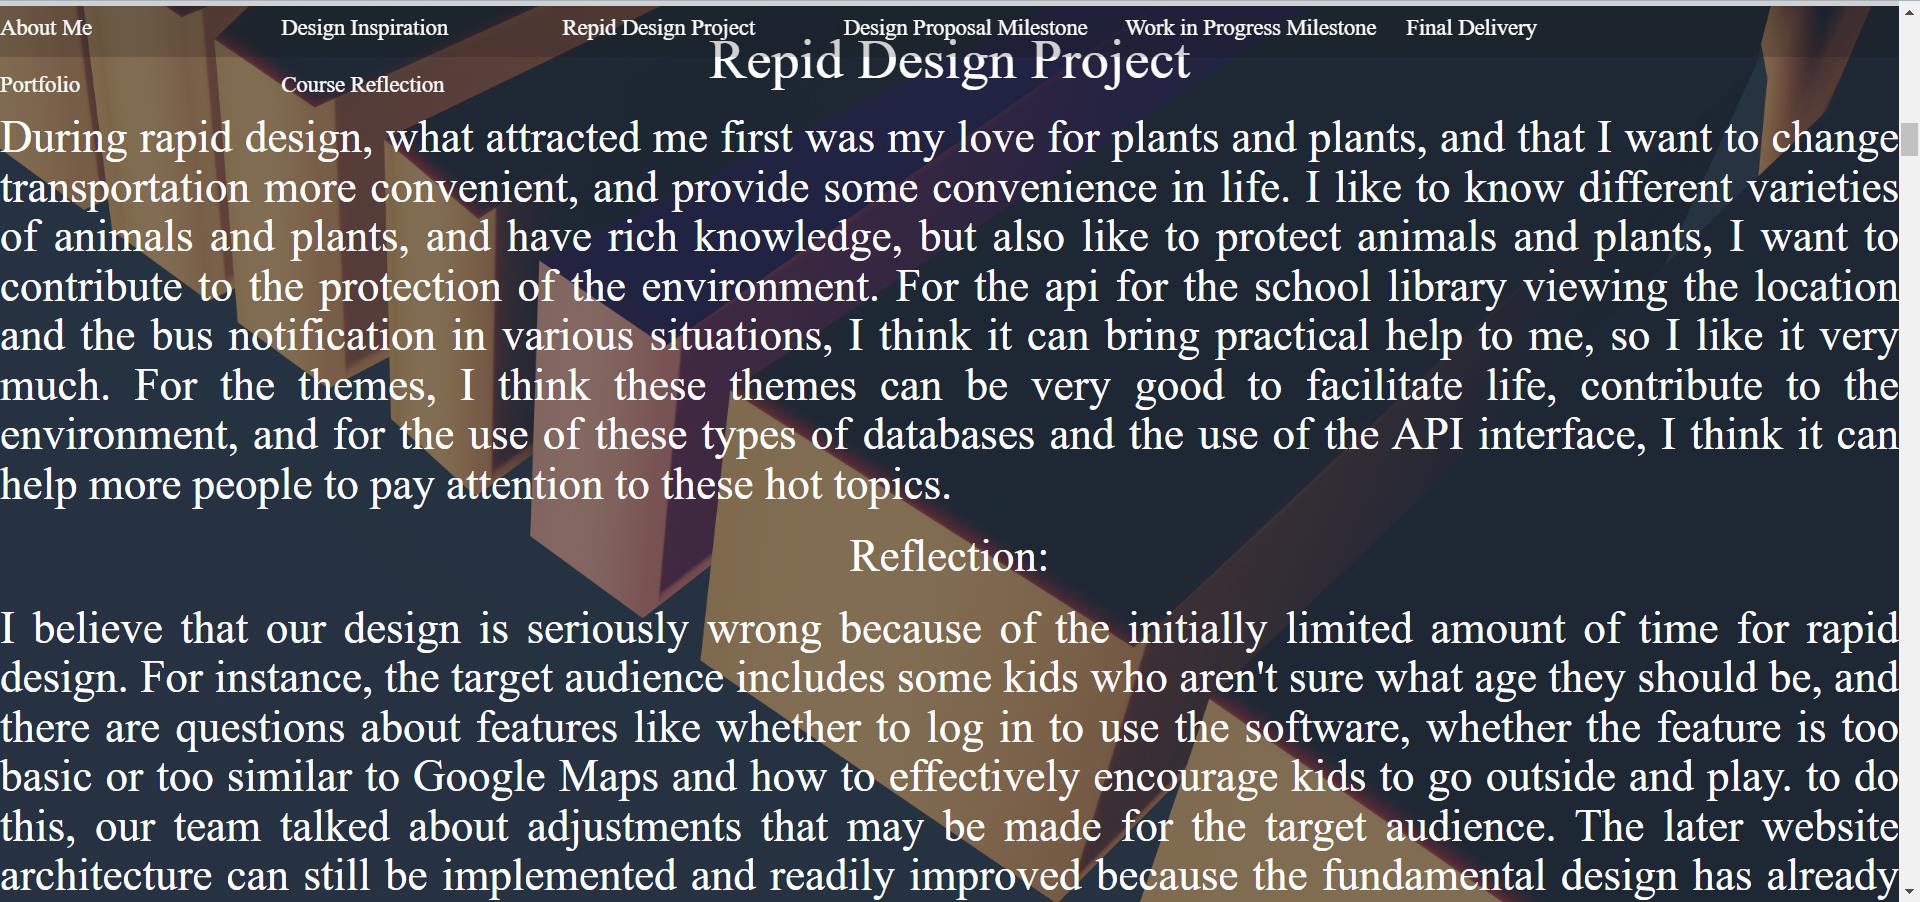 About Me Design Inspiration Repid Design Project Design Proposal Milestone Work in Progress Milestone Final Delivery
Repid Design Project
Portfolio Course Reflection
During rapid design, what attracted me first was my love for plants and plants, and that I want to change
transportation more convenient, and provide some convenience in life. I like to know different varieties
of animals and plants, and have rich knowledge, but also like to protect animals and plants, I want to
contribute to the protection of the environment. For the api for the school library viewing the location
and the bus notification in various situations, I think it can bring practical help to me, so I like it very
much. For the themes, I think these themes can be very good to facilitate life, contribute to the
environment, and for the use of these types of databases and the use of the API interface, I think it can
help more people to pay attention to these hot topics.
Reflection:
I believe that our design is seriously wrong because of the initially limited amount of time for rapid
design. For instance, the target audience includes some kids who aren't sure what age they should be, and
there are questions about features like whether to log in to use the software, whether the feature is too
basic or too similar to Google Maps and how to effectively encourage kids to go outside and play. to do
this, our team talked about adjustments that may be made for the target audience. The later website
architecture can still be implemented and readily improved because the fundamental design has already